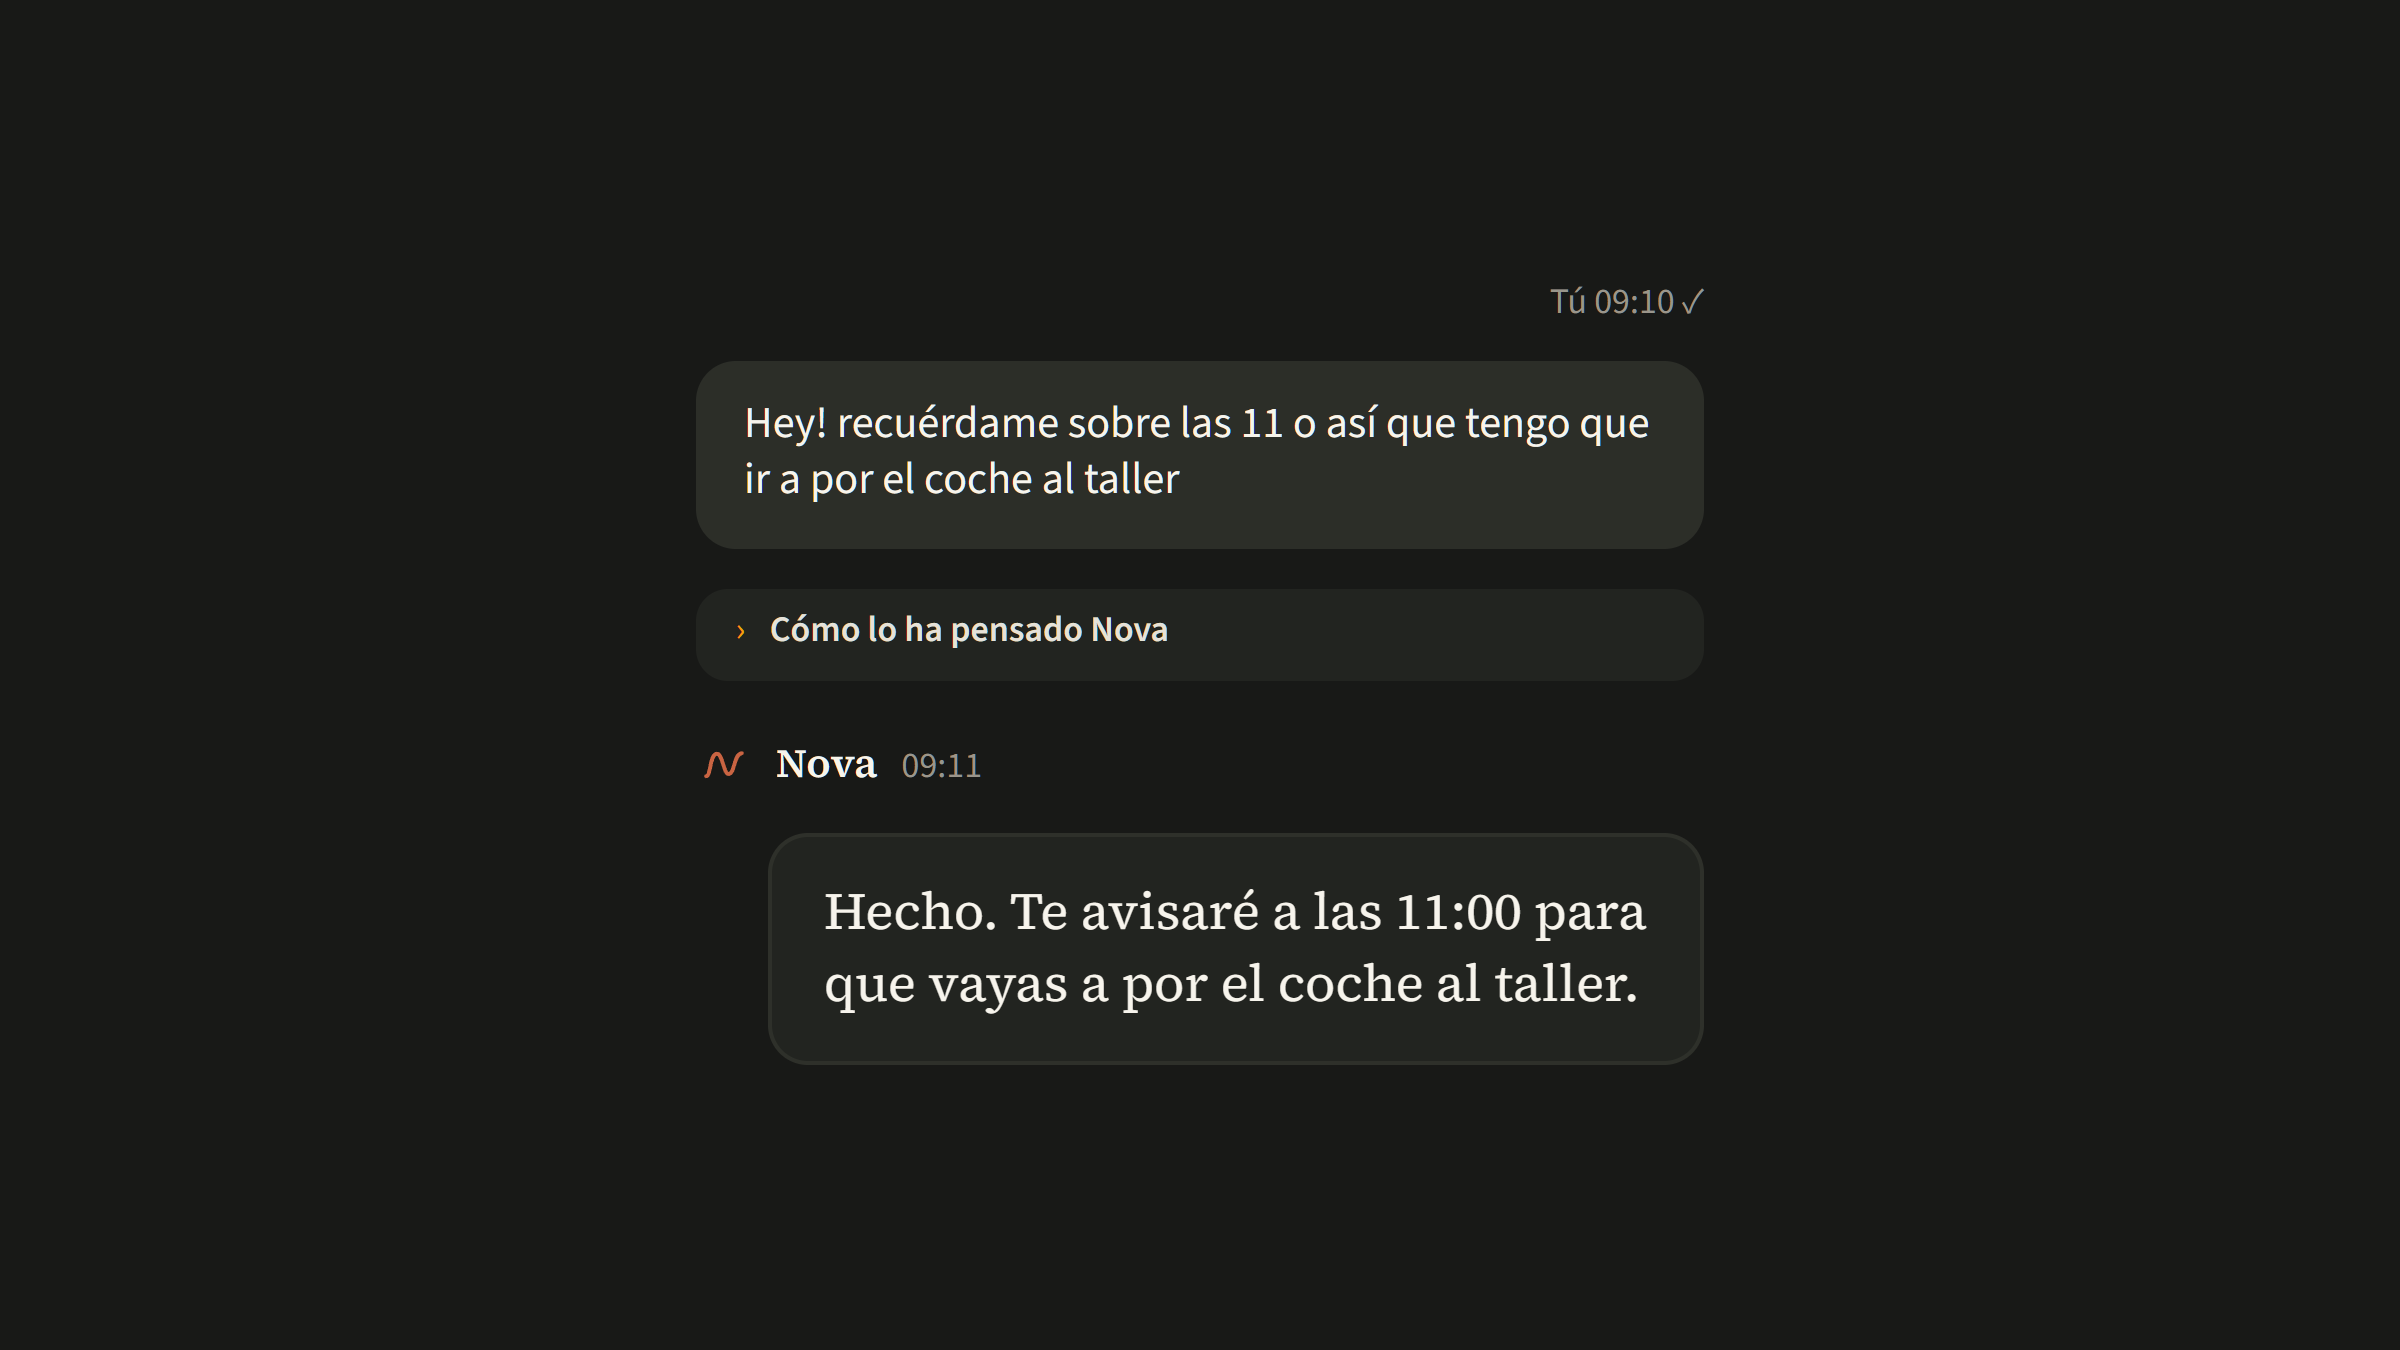 Tú 09:10 ✓
Hey! recuérdame sobre las 11 o así que tengo que
ir a por el coche al taller
› Cómo lo ha pensado Nova
Nova 09:11
Hecho. Te avisaré a las 11:00 para
que vayas a por el coche al taller.